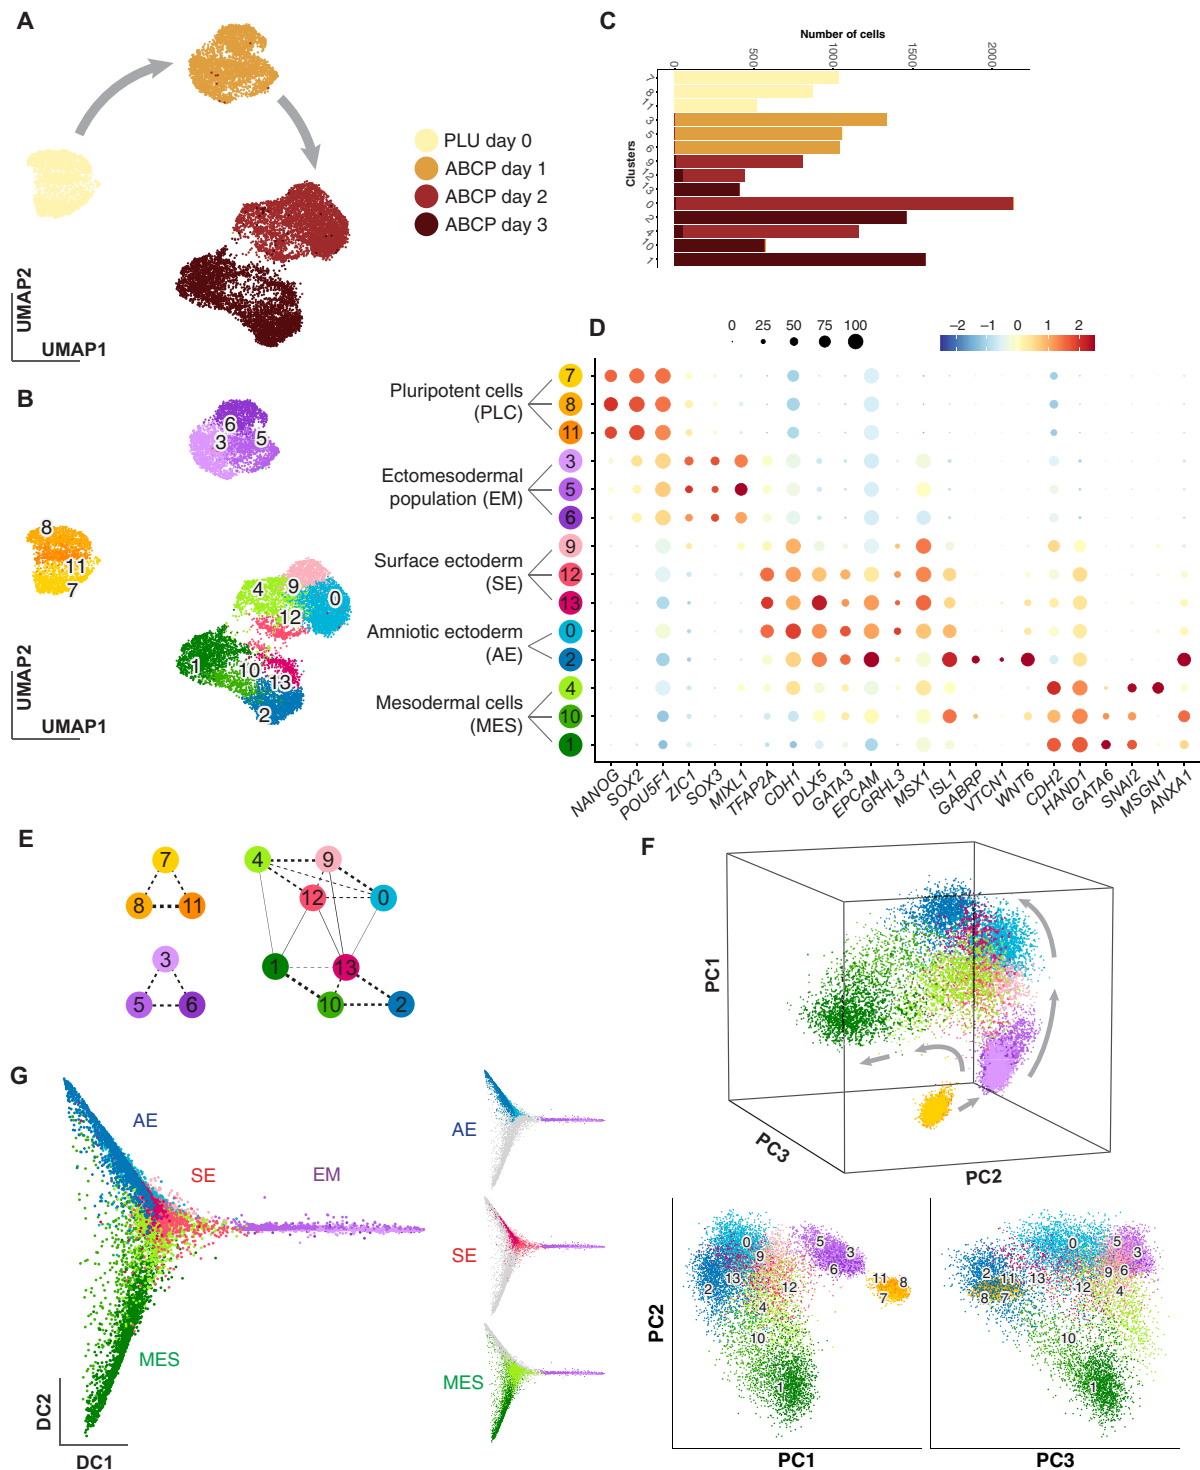 A
PLU day 0
ABCP day 1
ABCP day 2
ABCP day 3
UMAP2
UMAP1
C
Number of cells
0
500
1000
1500
2000
Clusters
7
8
11
3
5
6
9
12
13
0
2
4
10
1
B
6
3
5
8
11
7
4
9
0
12
1
10
13
2
UMAP2
UMAP1
D
0 25 50 75 100
−2 −1 0 1 2
Pluripotent cells
(PLC)
Ectomesodermal
population (EM)
Surface ectoderm
(SE)
Amniotic ectoderm
(AE)
Mesodermal cells
(MES)
7
8
11
3
5
6
9
12
13
0
2
4
10
1
NANOG
SOX2
POU5F1
ZIC1
SOX3
MIXL1
TFAP2A
CDH1
DLX5
GATA3
EPCAM
GRHL3
MSX1
ISL1
GABRP
VTCN1
WNT6
CDH2
HAND1
GATA6
SNAI2
MSGN1
ANXA1
E
7
8 11
3
5 6
4 9
12 0
1 13
10 2
F
PC1
PC3
PC2
G
AE
SE
EM
MES
DC2
DC1
AE
SE
MES
PC2
0
9
13
2
12
4
10
1
5
3
6
11
8
7
PC1
0
5
3
2
11
13
9
6
12
4
8
7
10
1
PC3